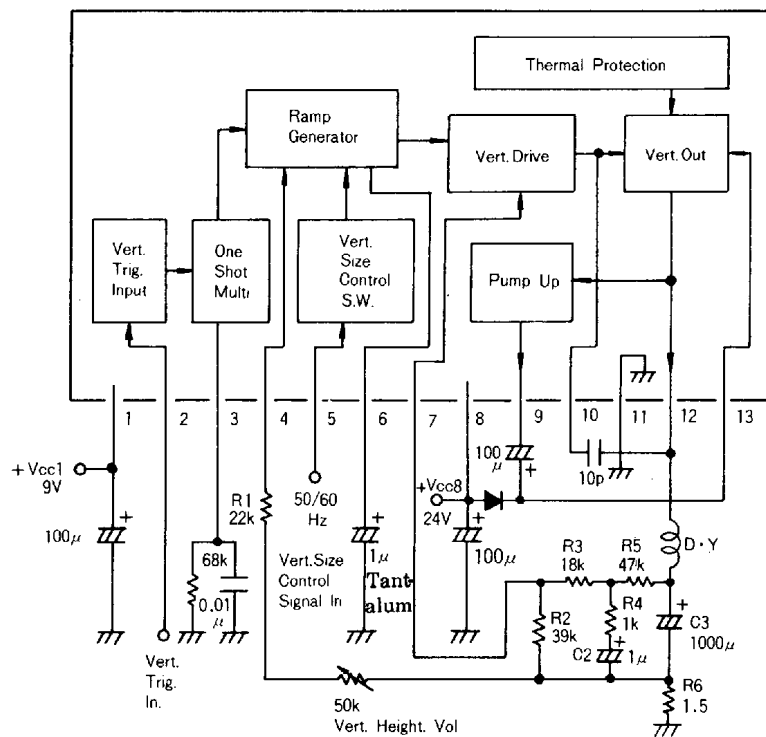 Thermal Protection
Ramp
Generator
Vert. Drive
Vert. Out
Vert.
Trig.
Input
One
Shot
Multi
Vert.
Size
Control
S.W.
Pump Up
1 2 3 4 5 6 7 8 9 10 11 12 13
+Vcc1
9V
100μ
+
68k
0.01
μ
Vert.
Trig.
In.
R1
22k
50/60
Hz
Vert.Size
Control
Signal In
+
1μ
Tant-
alum
+Vcc8
24V
+
100μ
100
μ
+
10p
D·Y
R3
18k
R5
47k
R2
39k
R4
1k
+
C2
1μ
+
C3
1000μ
R6
1.5
50k
Vert. Height. Vol